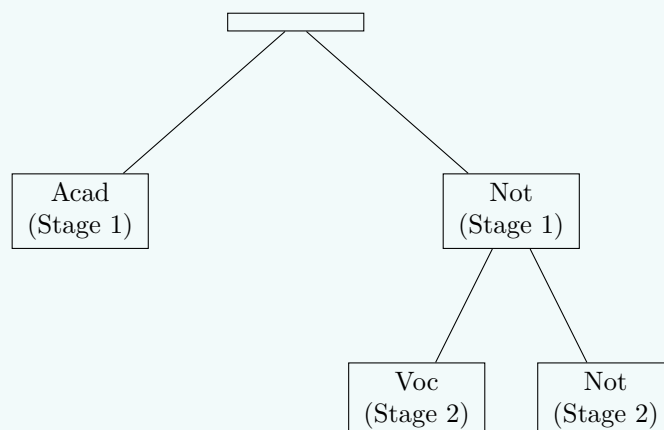 Acad
(Stage 1)
Not
(Stage 1)
Voc
(Stage 2)
Not
(Stage 2)